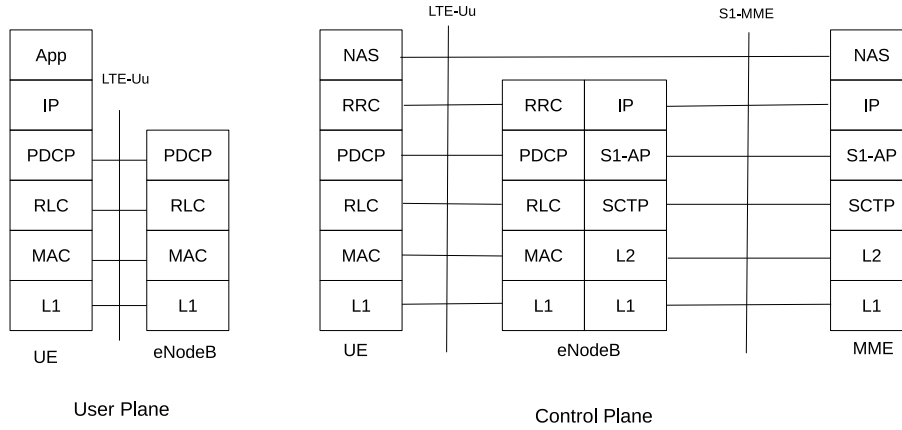 LTE-Uu
S1-MME
App
NAS
NAS
LTE-Uu
IP
RRC
RRC
IP
IP
PDCP
PDCP
PDCP
PDCP
S1-AP
S1-AP
RLC
RLC
RLC
RLC
SCTP
SCTP
MAC
MAC
MAC
MAC
L2
L2
L1
L1
L1
L1
L1
L1
UE
eNodeB
UE
eNodeB
MME
User Plane
Control Plane